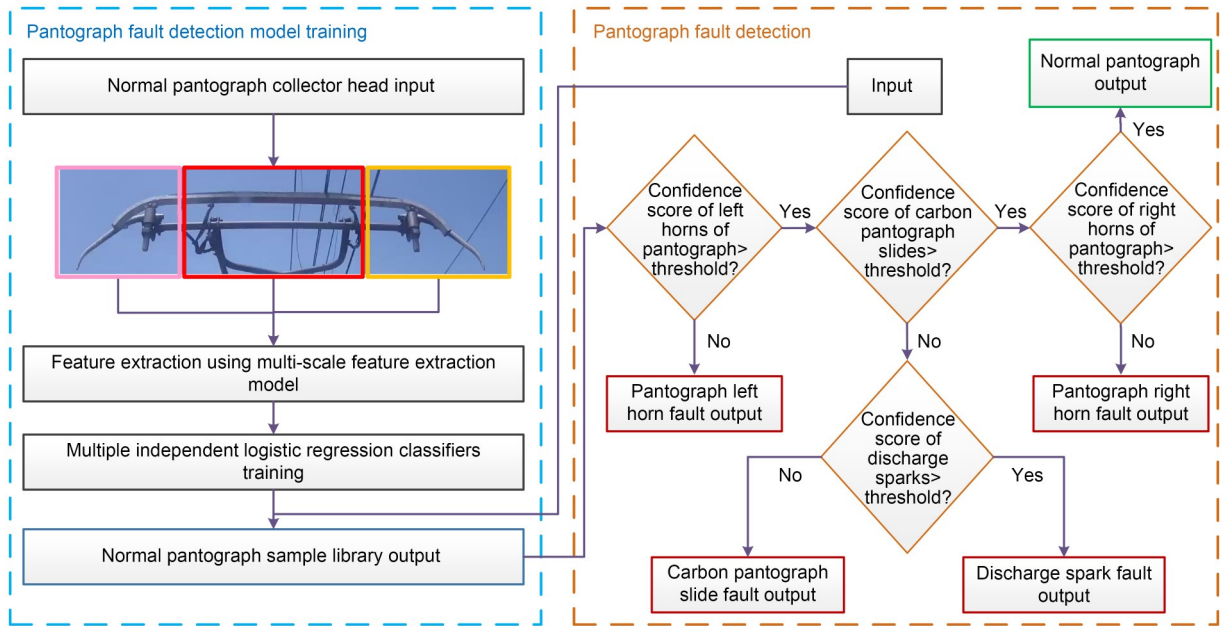 Pantograph fault detection model training
Normal pantograph collector head input
Feature extraction using multi-scale feature extraction
model
Multiple independent logistic regression classifiers
training
Normal pantograph sample library output
Pantograph fault detection
Input
Normal pantograph
output
Confidence
score of left
horns of
pantograph>
threshold?
Yes
No
Pantograph left
horn fault output
Confidence
score of carbon
pantograph
slides>
threshold?
Yes
No
Confidence
score of right
horns of
pantograph>
threshold?
Yes
No
Pantograph right
horn fault output
Confidence
score of
discharge
sparks>
threshold?
No
Yes
Carbon pantograph
slide fault output
Discharge spark fault
output